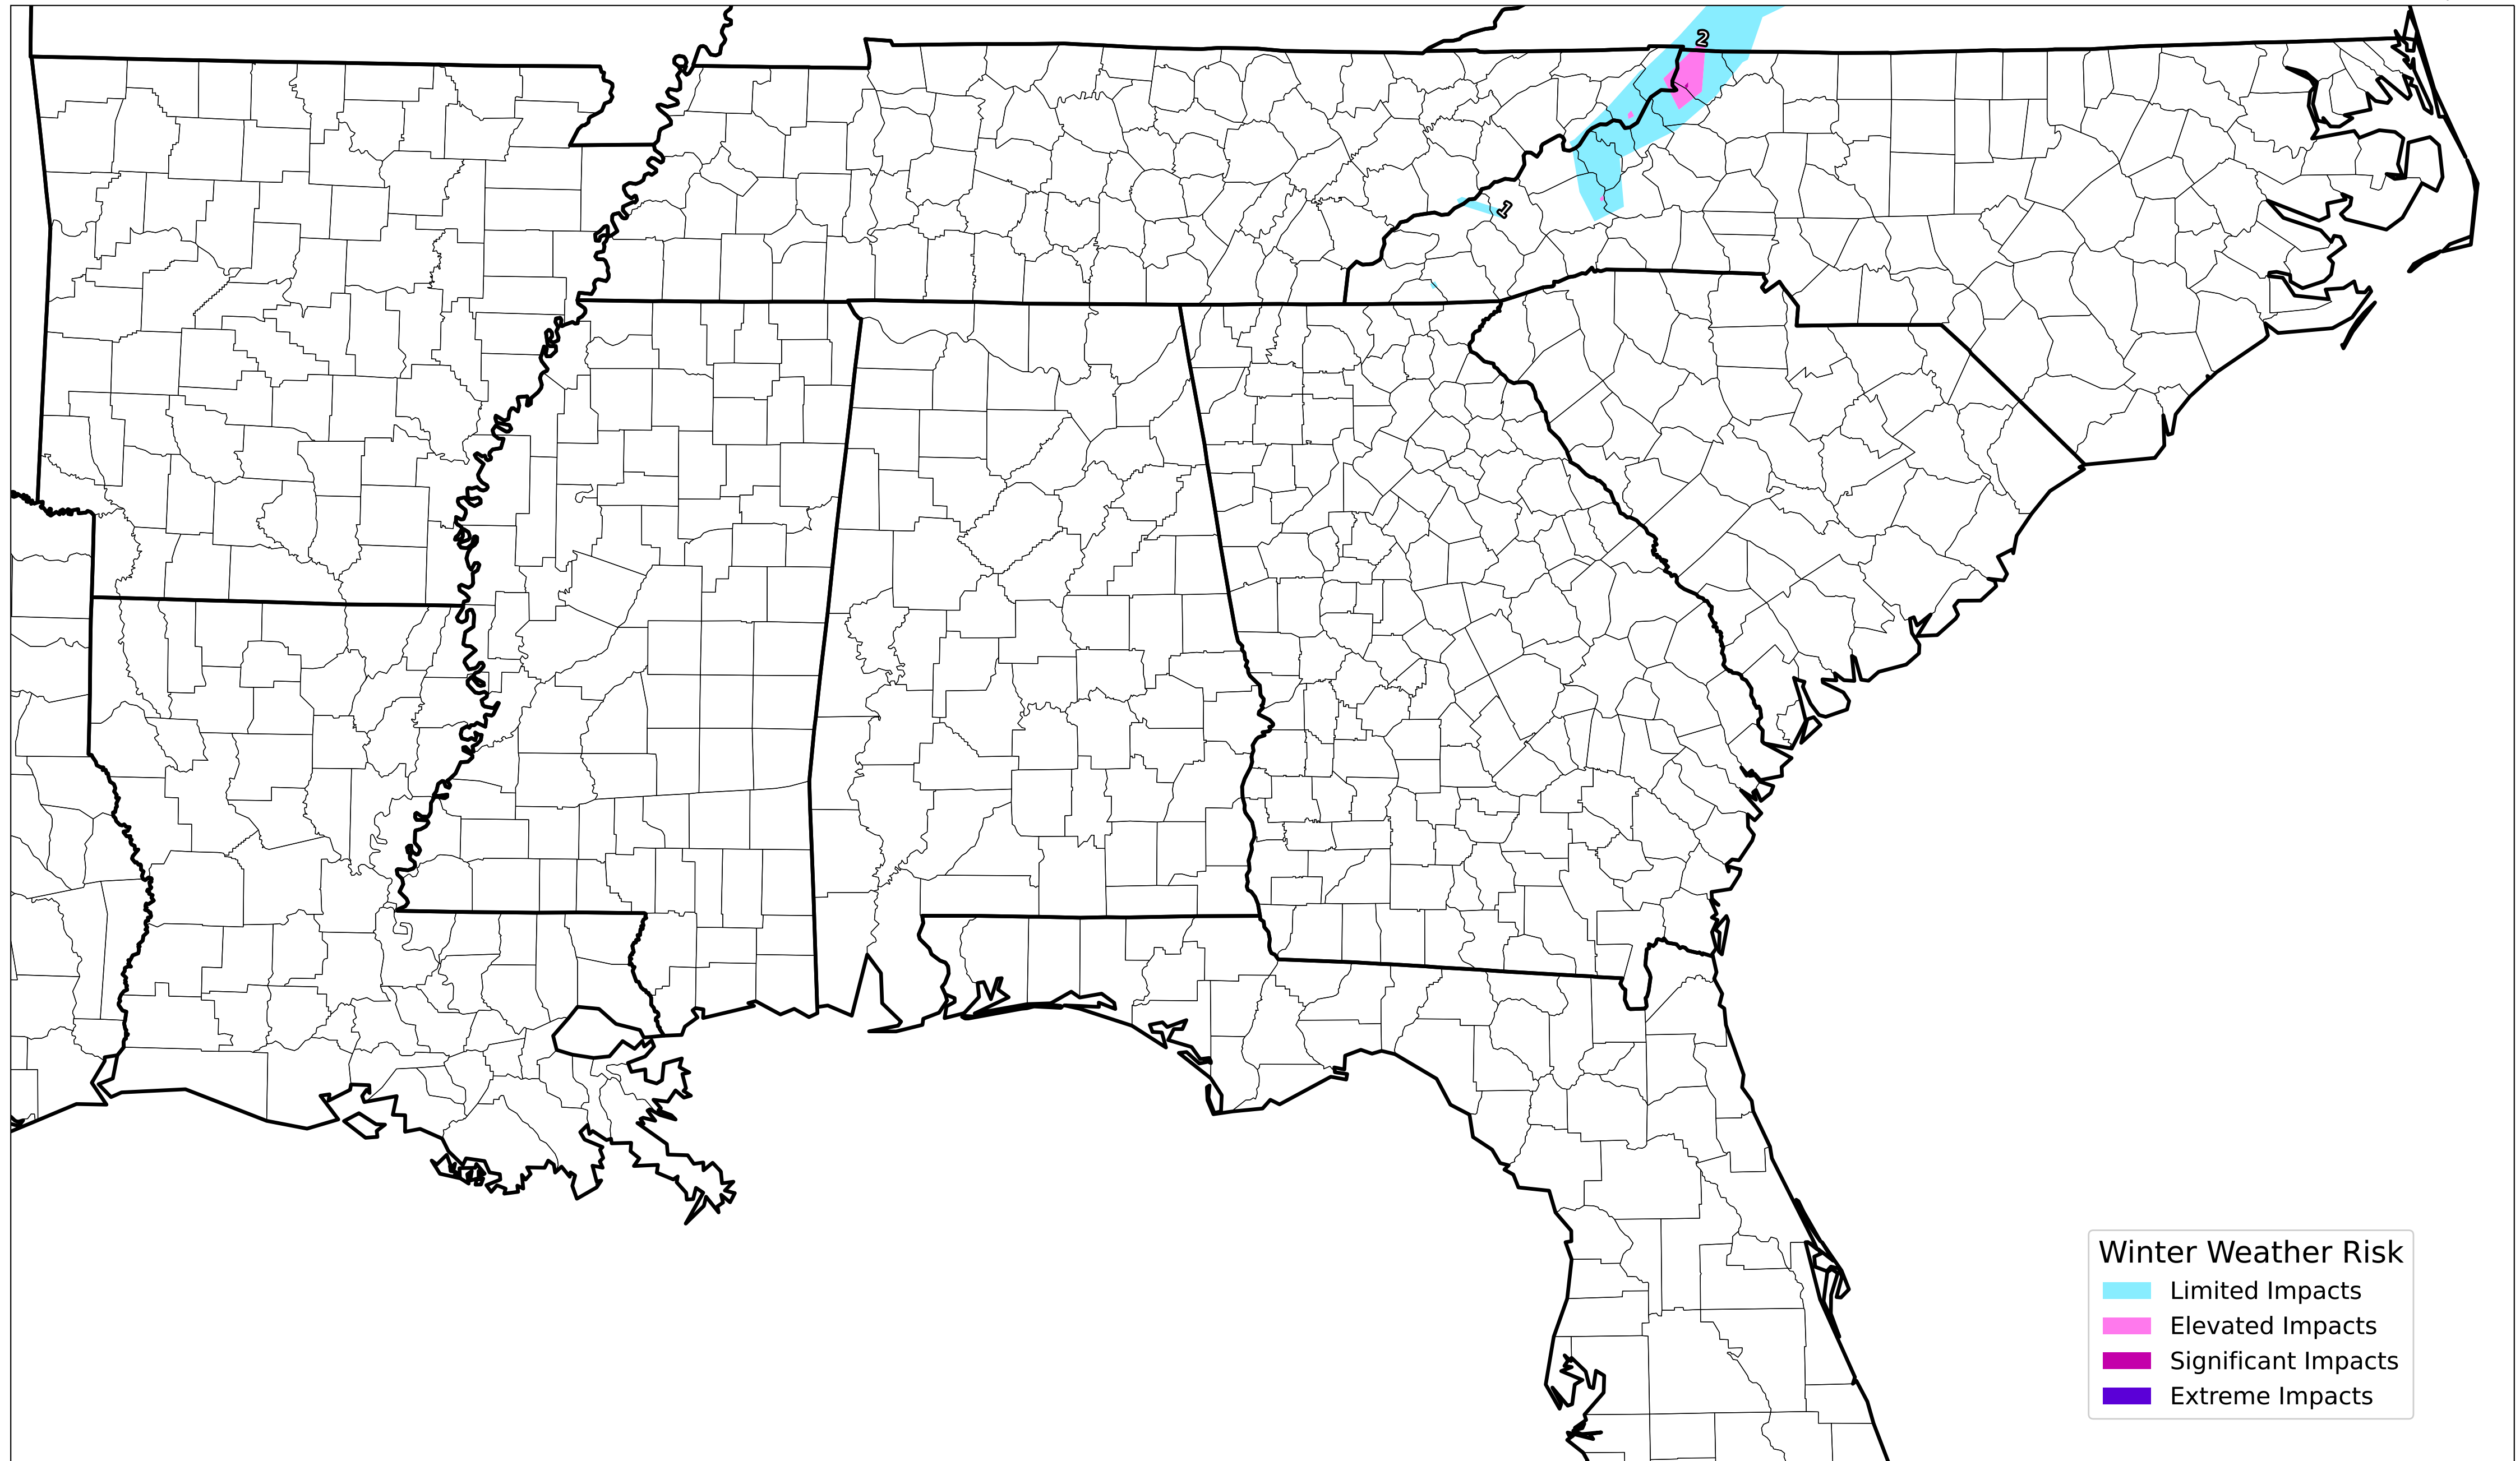 2
1
Winter Weather Risk
Limited Impacts
Elevated Impacts
Significant Impacts
Extreme Impacts